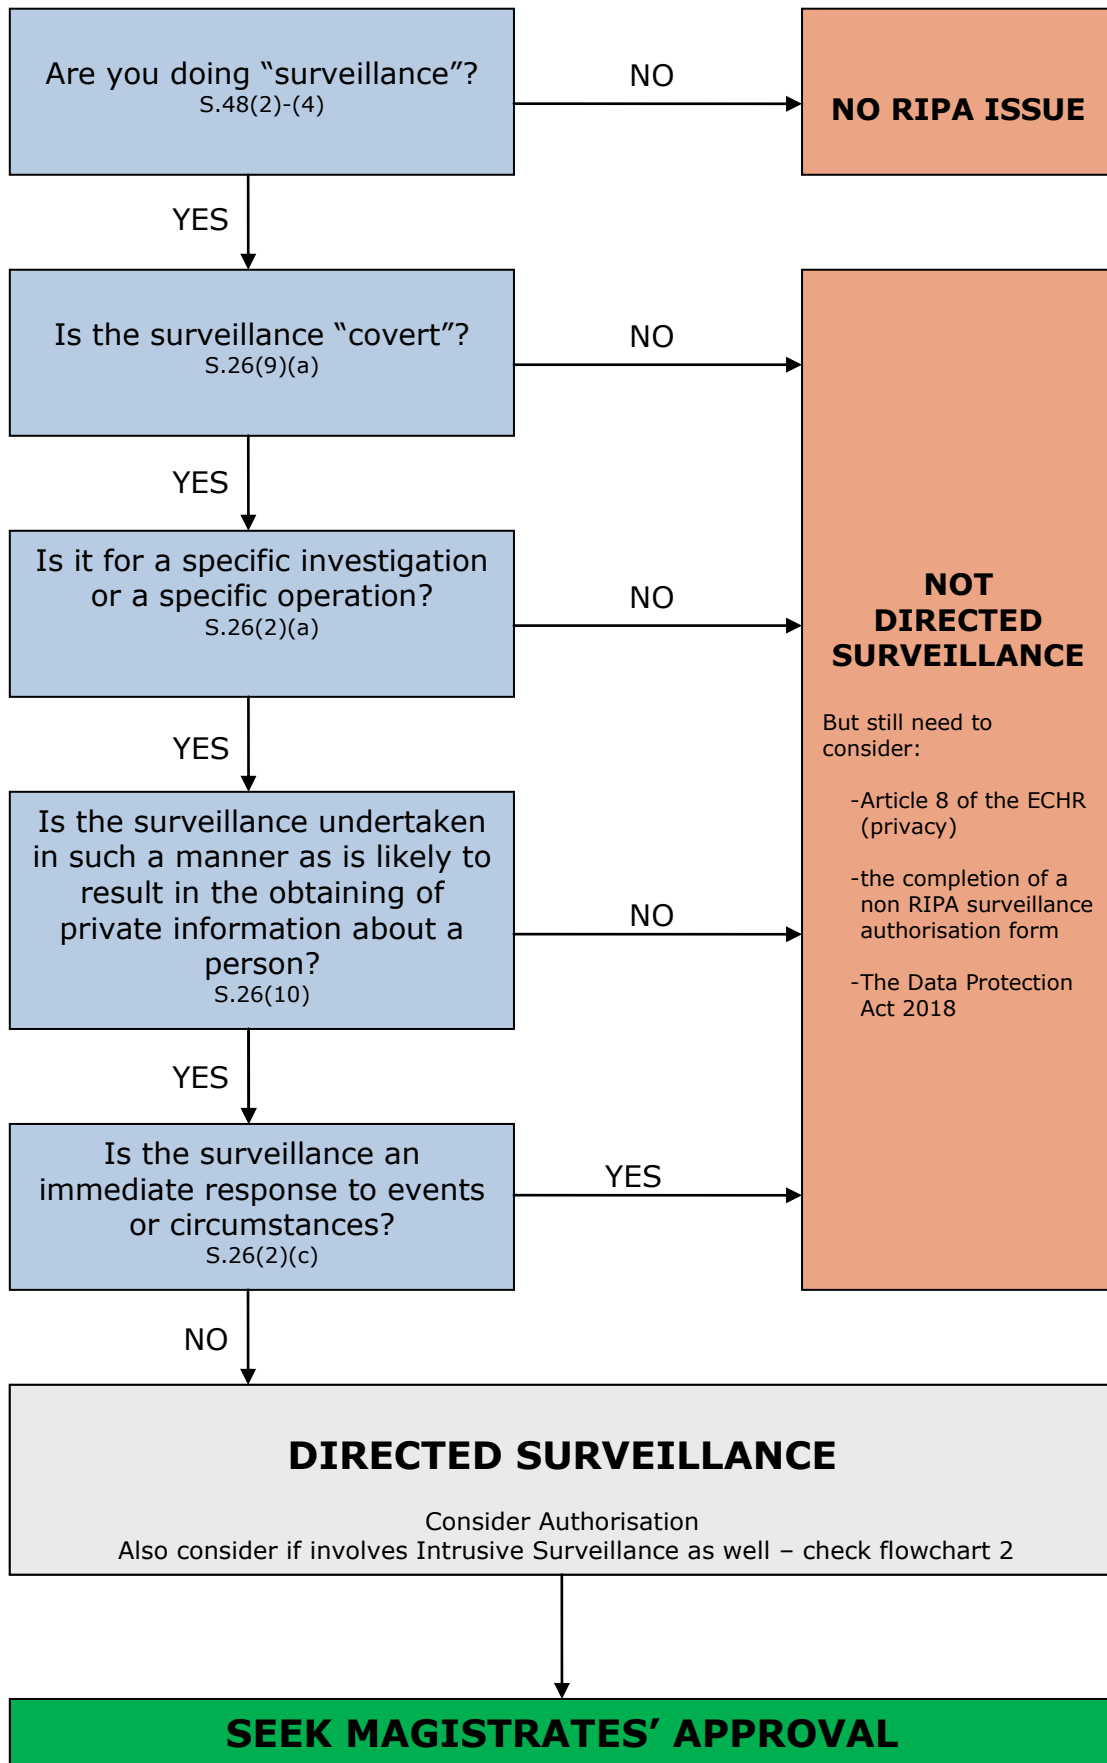 Are you doing “surveillance”?
S.48(2)-(4)
NO
NO RIPA ISSUE
YES
Is the surveillance “covert”?
S.26(9)(a)
NO
YES
Is it for a specific investigation
or a specific operation?
S.26(2)(a)
NO
YES
Is the surveillance undertaken
in such a manner as is likely to
result in the obtaining of
private information about a
person?
S.26(10)
NO
YES
Is the surveillance an
immediate response to events
or circumstances?
S.26(2)(c)
YES
NO
NOT
DIRECTED
SURVEILLANCE
But still need to
consider:
-Article 8 of the ECHR
(privacy)
-the completion of a
non RIPA surveillance
authorisation form
-The Data Protection
Act 2018
DIRECTED SURVEILLANCE
Consider Authorisation
Also consider if involves Intrusive Surveillance as well – check flowchart 2
SEEK MAGISTRATES’ APPROVAL